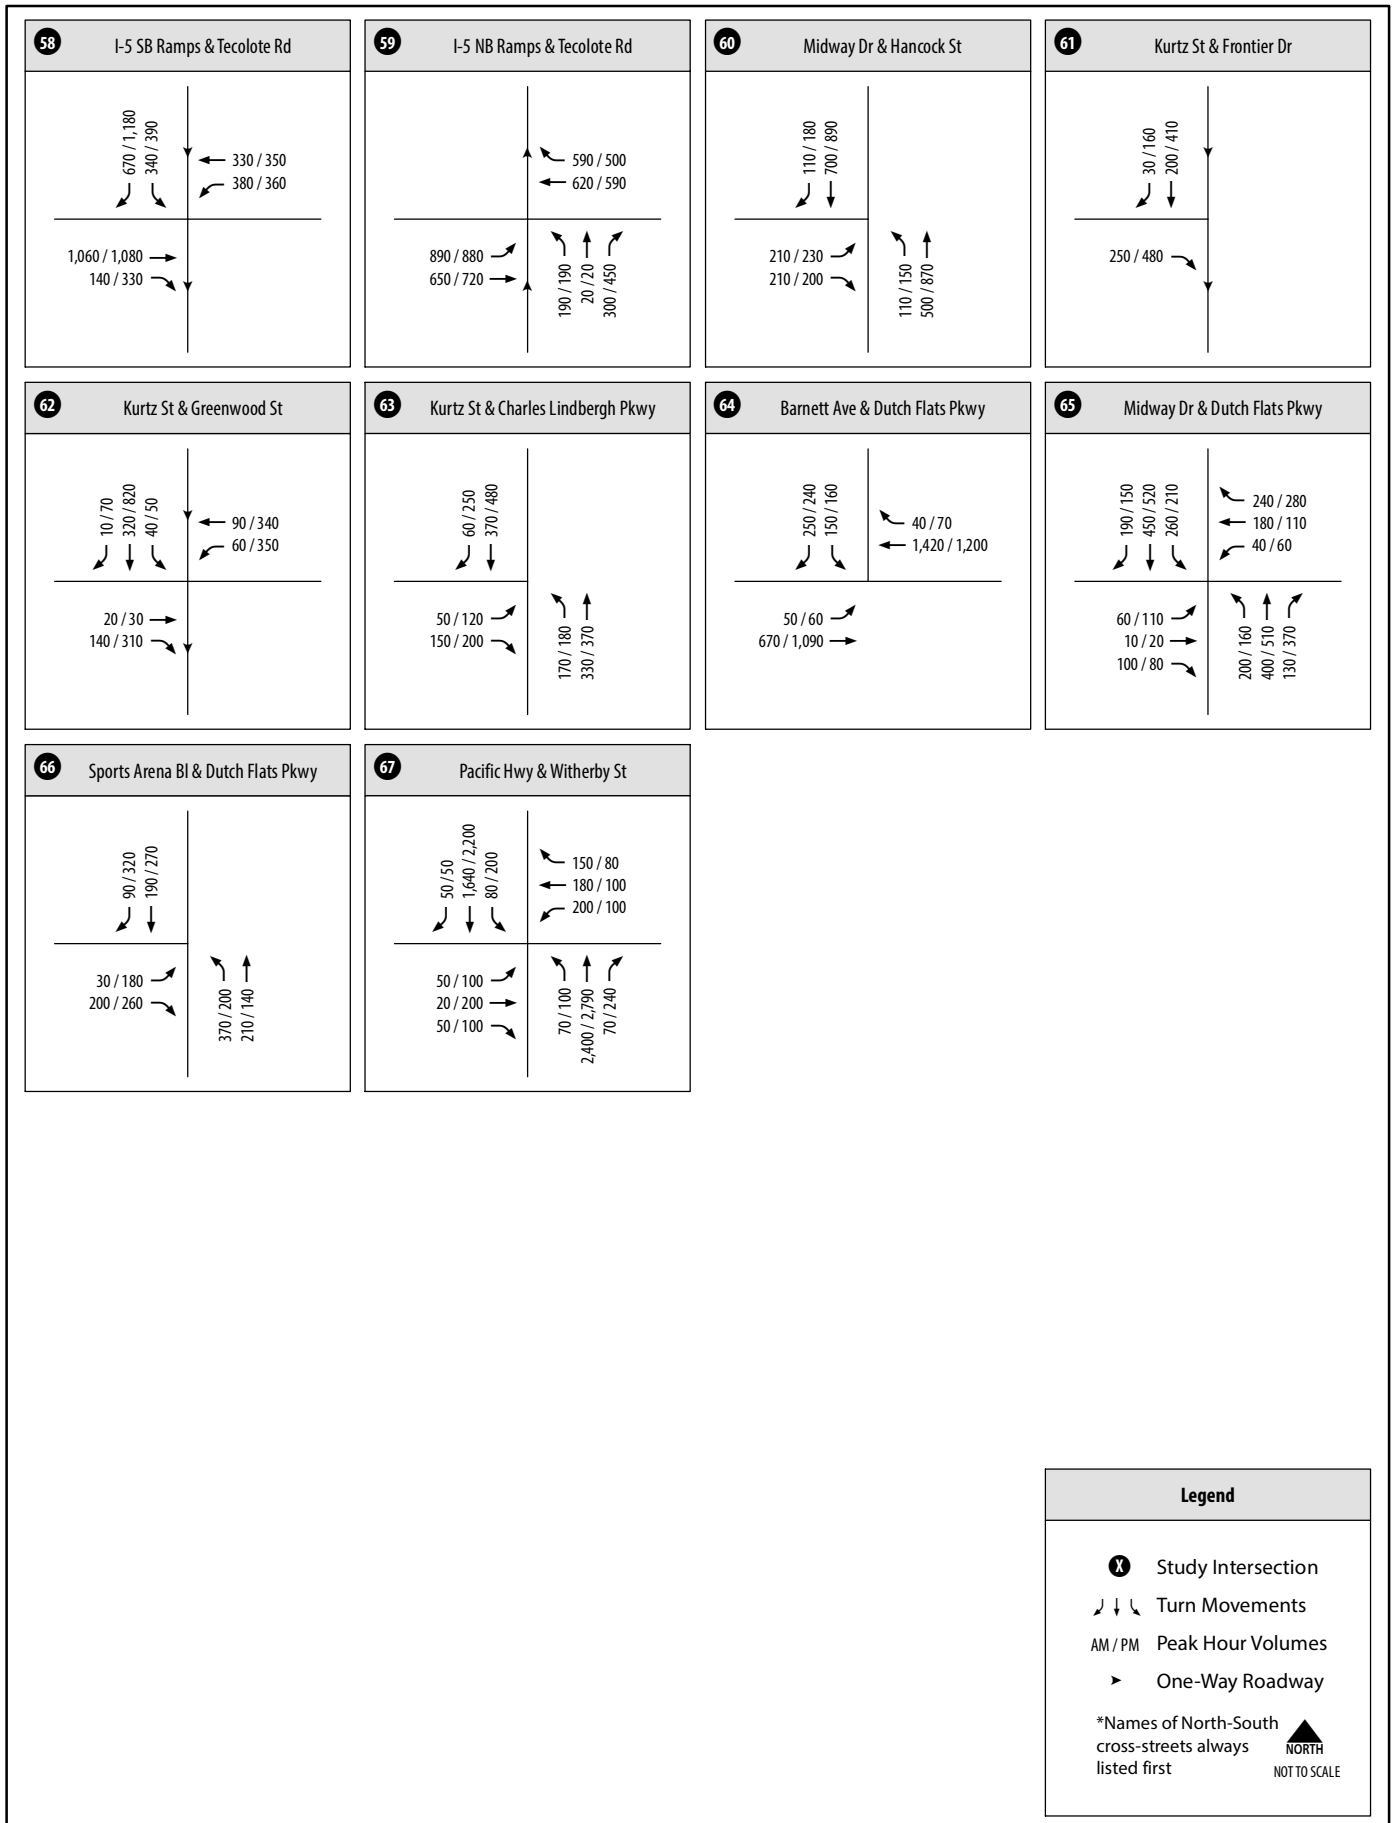 58 I-5 SB Ramps & Tecolote Rd
670 / 1,180
340 / 390
330 / 350
380 / 360
1,060 / 1,080
140 / 330
59 I-5 NB Ramps & Tecolote Rd
590 / 500
620 / 590
890 / 880
650 / 720
190 / 190
20 / 20
300 / 450
60 Midway Dr & Hancock St
110 / 180
700 / 890
210 / 230
210 / 200
110 / 150
500 / 870
61 Kurtz St & Frontier Dr
30 / 160
200 / 410
250 / 480
62 Kurtz St & Greenwood St
10 / 70
320 / 820
40 / 50
90 / 340
60 / 350
20 / 30
140 / 310
63 Kurtz St & Charles Lindbergh Pkwy
60 / 250
370 / 480
50 / 120
150 / 200
170 / 180
330 / 370
64 Barnett Ave & Dutch Flats Pkwy
250 / 240
150 / 160
40 / 70
1,420 / 1,200
50 / 60
670 / 1,090
65 Midway Dr & Dutch Flats Pkwy
190 / 150
450 / 520
260 / 210
240 / 280
180 / 110
40 / 60
60 / 110
10 / 20
100 / 80
200 / 160
400 / 510
130 / 370
66 Sports Arena Bl & Dutch Flats Pkwy
90 / 320
190 / 270
30 / 180
200 / 260
370 / 200
210 / 140
67 Pacific Hwy & Witherby St
50 / 50
1,640 / 2,200
80 / 200
150 / 80
180 / 100
200 / 100
50 / 100
20 / 200
50 / 100
70 / 100
2,400 / 2,790
70 / 240
Legend
X Study Intersection
Turn Movements
AM / PM Peak Hour Volumes
One-Way Roadway
*Names of North-South
cross-streets always
listed first
NORTH
NOT TO SCALE